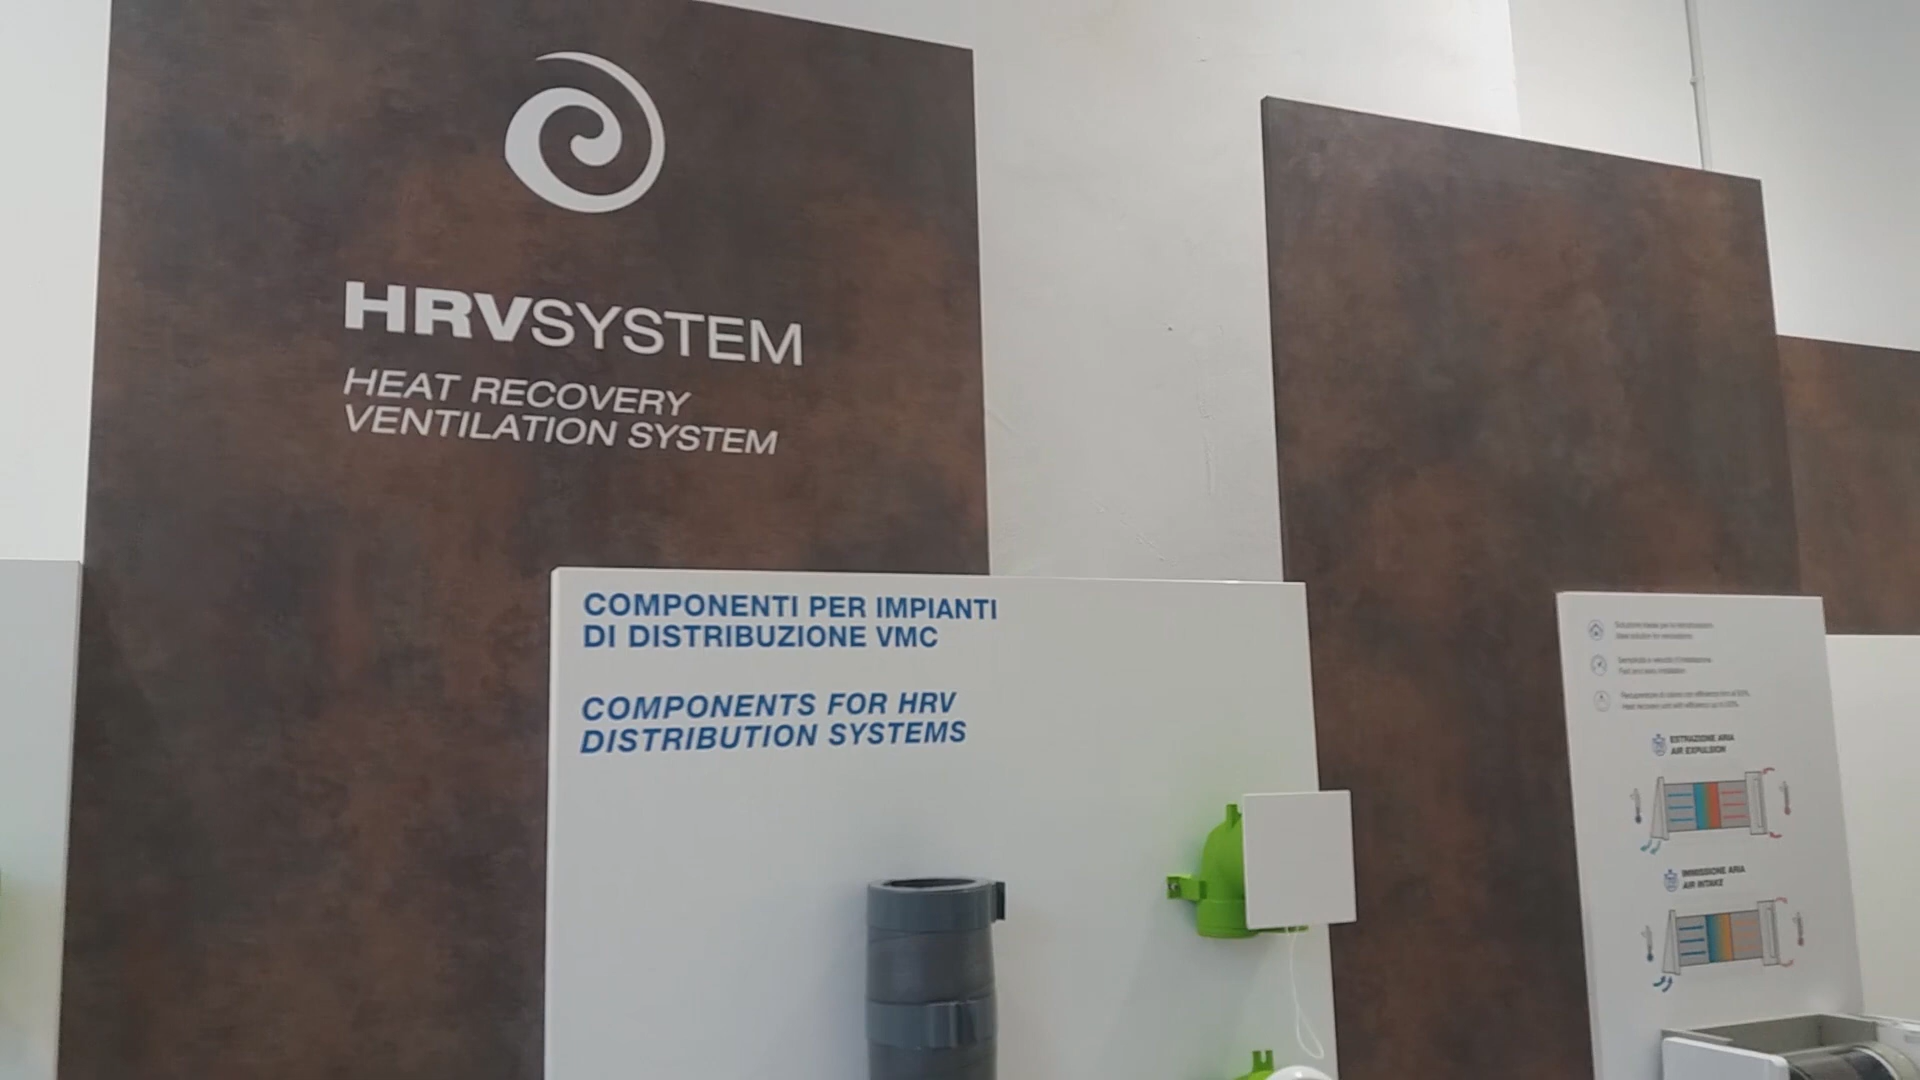 HRVSYSTEM
HEAT RECOVERY
VENTILATION SYSTEM
COMPONENTI PER IMPIANTI
DI DISTRIBUZIONE VMC
COMPONENTS FOR HRV
DISTRIBUTION SYSTEMS
ESTRAZIONE ARIA
AIR EXPULSION
IMMISSIONE ARIA
AIR INTAKE